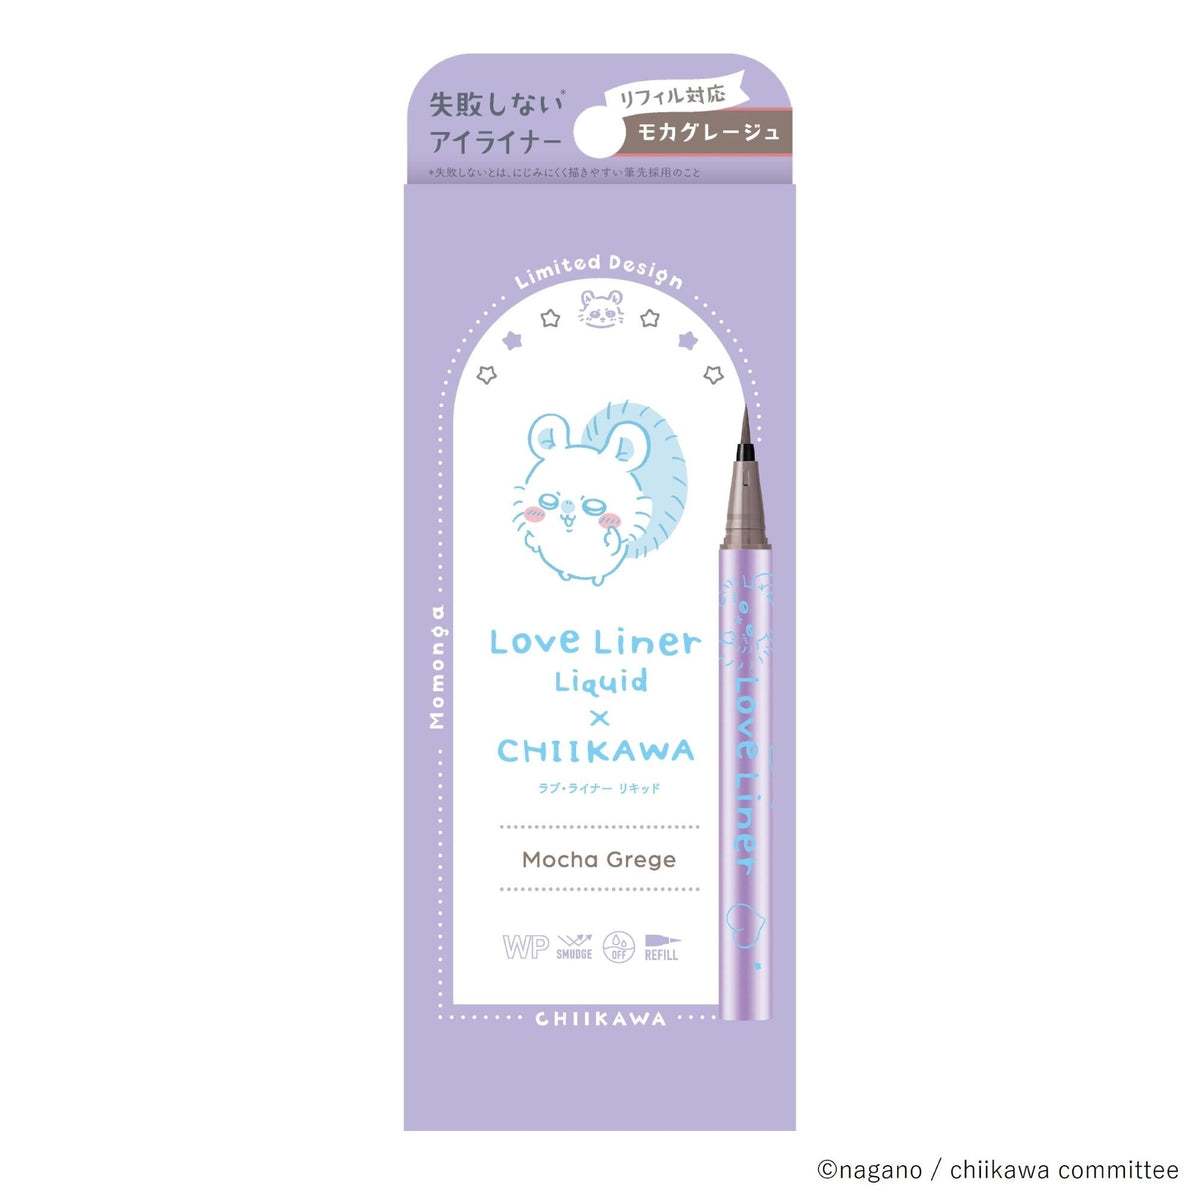 失敗しない*
アイライナー
リフィル対応
モカグレージュ
*失敗しないとは、にじみにくく描きやすい筆先採用のこと
Limited Design
Momonga
Love Liner
Liquid
×
CHIIKAWA
ラブ・ライナー リキッド
Mocha Grege
WP
SMUDGE
OFF
REFILL
CHIIKAWA
L
Love Liner
©nagano / chiikawa committee